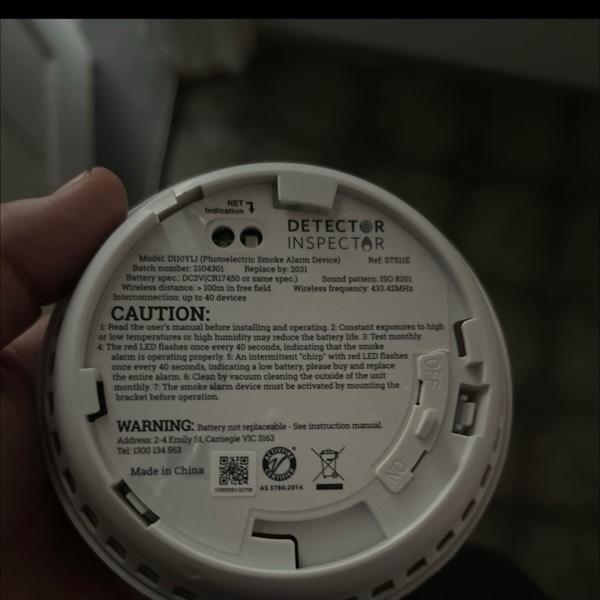 NET
Indication
DETECTOR
INSPECTOR
Model: DI10YLI (Photoelectric Smoke Alarm Device) Ref: ST511E
Batch number: 2104301 Replace by: 2031
Battery spec.: DC3V(CR17450 or same spec.) Sound pattern: ISO 8201
Wireless distance: >100m in free field Wireless frequency: 433.42MHz
Interconnection: up to 40 devices
CAUTION:
1: Read the user's manual before installing and operating. 2: Constant exposures to high
or low temperatures or high humidity may reduce the battery life. 3: Test monthly.
4: The red LED flashes once every 40 seconds, indicating that the smoke
alarm is operating properly. 5: An intermittent "chirp" with red LED flashes
once every 40 seconds, indicating a low battery, please buy and replace
the entire alarm. 6: Clean by vacuum cleaning the outside of the unit
monthly. 7: The smoke alarm device must be activated by mounting the
bracket before operation.
OFF
ON
WARNING: Battery not replaceable - See instruction manual.
Address: 2-4 Emily St, Carnegie VIC 3163
Tel: 1300 134 563
Made in China
AS 3786:2014